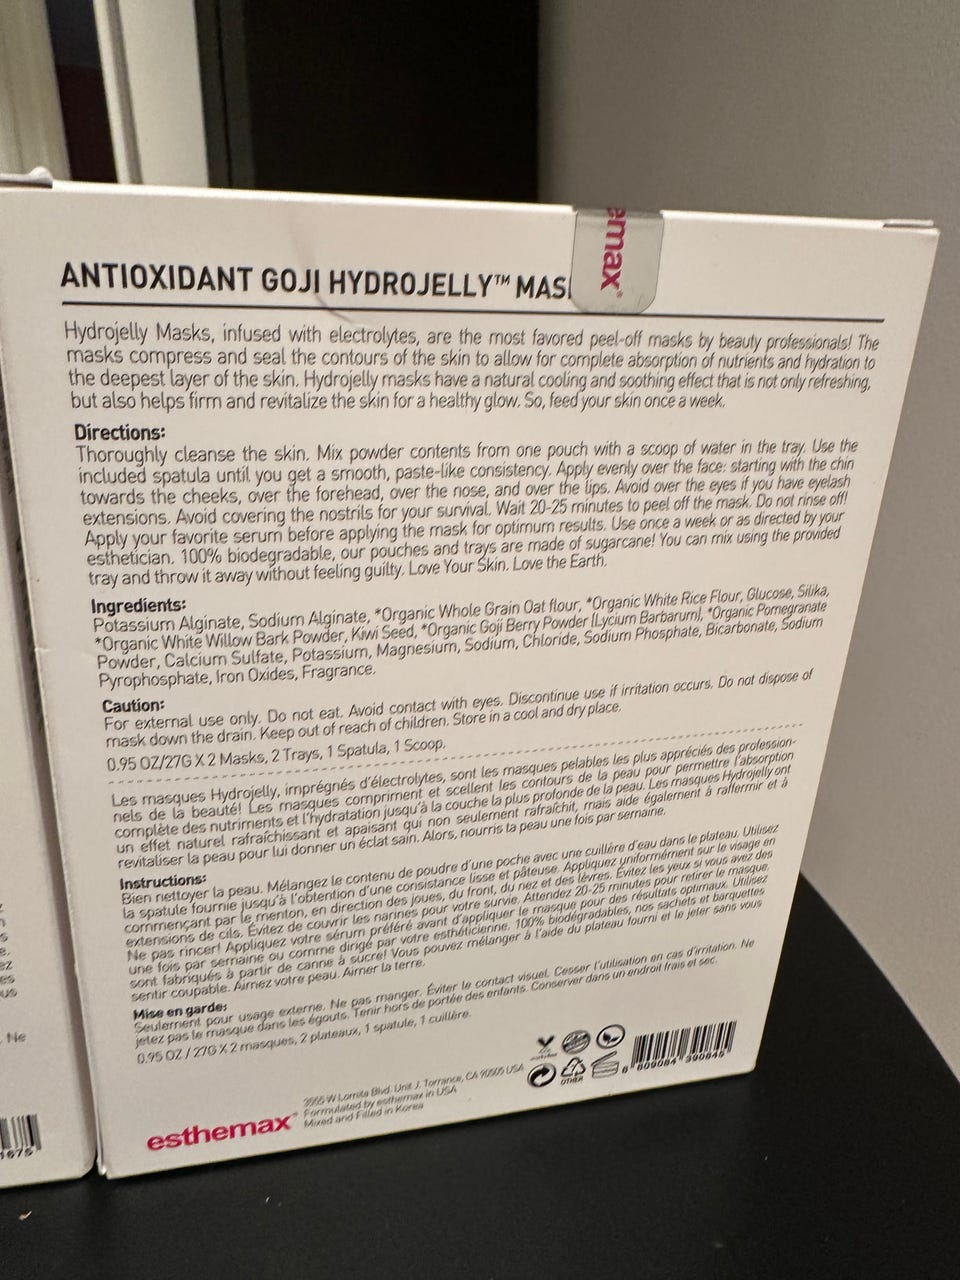 emax®
ANTIOXIDANT GOJI HYDROJELLY™ MAS
Hydrojelly Masks, infused with electrolytes, are the most favored peel-off masks by beauty professionals! The
masks compress and seal the contours of the skin to allow for complete absorption of nutrients and hydration to
the deepest layer of the skin. Hydrojelly masks have a natural cooling and soothing effect that is not only refreshing,
but also helps firm and revitalize the skin for a healthy glow. So, feed your skin once a week.
Directions:
Thoroughly cleanse the skin. Mix powder contents from one pouch with a scoop of water in the tray. Use the
included spatula until you get a smooth, paste-like consistency. Apply evenly over the face: starting with the chin
towards the cheeks, over the forehead, over the nose, and over the lips. Avoid over the eyes if you have eyelash
extensions. Avoid covering the nostrils for your survival. Wait 20-25 minutes to peel off the mask. Do not rinse off!
Apply your favorite serum before applying the mask for optimum results. Use once a week or as directed by your
esthetician. 100% biodegradable, our pouches and trays are made of sugarcane! You can mix using the provided
tray and throw it away without feeling guilty. Love Your Skin. Love the Earth.
Ingredients:
Potassium Alginate, Sodium Alginate, *Organic Whole Grain Oat flour, *Organic White Rice Flour, Glucose, Silika,
*Organic White Willow Bark Powder, Kiwi Seed, *Organic Goji Berry Powder (Lycium Barbarum), *Organic Pomegranate
Powder, Calcium Sulfate, Potassium, Magnesium, Sodium, Chloride, Sodium Phosphate, Bicarbonate, Sodium
Pyrophosphate, Iron Oxides, Fragrance.
Caution:
For external use only. Do not eat. Avoid contact with eyes. Discontinue use if irritation occurs. Do not dispose of
mask down the drain. Keep out of reach of children. Store in a cool and dry place.
0.95 OZ/27G X 2 Masks, 2 Trays, 1 Spatula, 1 Scoop.
Les masques Hydrojelly, imprégnés d'électrolytes, sont les masques pelables les plus appréciés des profession-
nels de la beauté! Les masques compriment et scellent les contours de la peau pour permettre l'absorption
complète des nutriments et l'hydratation jusqu'à la couche la plus profonde de la peau. Les masques Hydrojelly ont
un effet naturel rafraîchissant et apaisant qui non seulement rafraîchit, mais aide également à raffermir et à
revitaliser la peau pour lui donner un éclat sain. Alors, nourris ta peau une fois par semaine.
Instructions:
Bien nettoyer la peau. Mélangez le contenu de poudre d'une poche avec une cuillère d'eau dans le plateau. Utilisez
la spatule fournie jusqu'à l'obtention d'une consistance lisse et pâteuse. Appliquez uniformément sur le visage en
commençant par le menton, en direction des joues, du front, du nez et des lèvres. Evitez les yeux si vous avez des
extensions de cils. Évitez de couvrir les narines pour votre survie. Attendez 20-25 minutes pour retirer le masque.
Ne pas rincer! Appliquez votre sérum préféré avant d'appliquer le masque pour des résultats optimaux. Utilisez
une fois par semaine ou comme dirigé par votre esthéticienne. 100% biodégradables, nos sachets et barquettes
sont fabriqués à partir de canne à sucre! Vous pouvez mélanger à l'aide du plateau fourni et le jeter sans vous
sentir coupable. Aimez votre peau. Aimer la terre.
Mise en garde:
Seulement pour usage externe. Ne pas manger. Éviter le contact visuel. Cesser l'utilisation en cas d'irritation. Ne
jetez pas le masque dans les égouts. Tenir hors de portée des enfants. Conserver dans un endroit frais et sec.
0.95 OZ / 27G X 2 masques, 2 plateaux, 1 spatule, 1 cuillère.
3555 W Lomita Blvd. Unit J. Torrance, CA 90505 USA
Formulated by esthemax in USA
Mixed and Filled in Korea
esthemax®
OTHER
8 809084 390845
ez
es
us
. Ne
1675